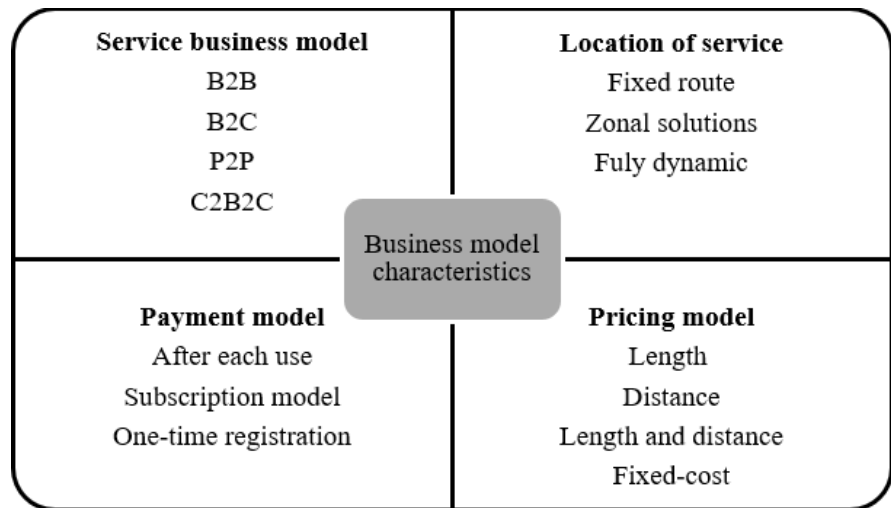 Service business model
B2B
B2C
P2P
C2B2C
Location of service
Fixed route
Zonal solutions
Fuly dynamic
Business model
characteristics
Payment model
After each use
Subscription model
One-time registration
Pricing model
Length
Distance
Length and distance
Fixed-cost